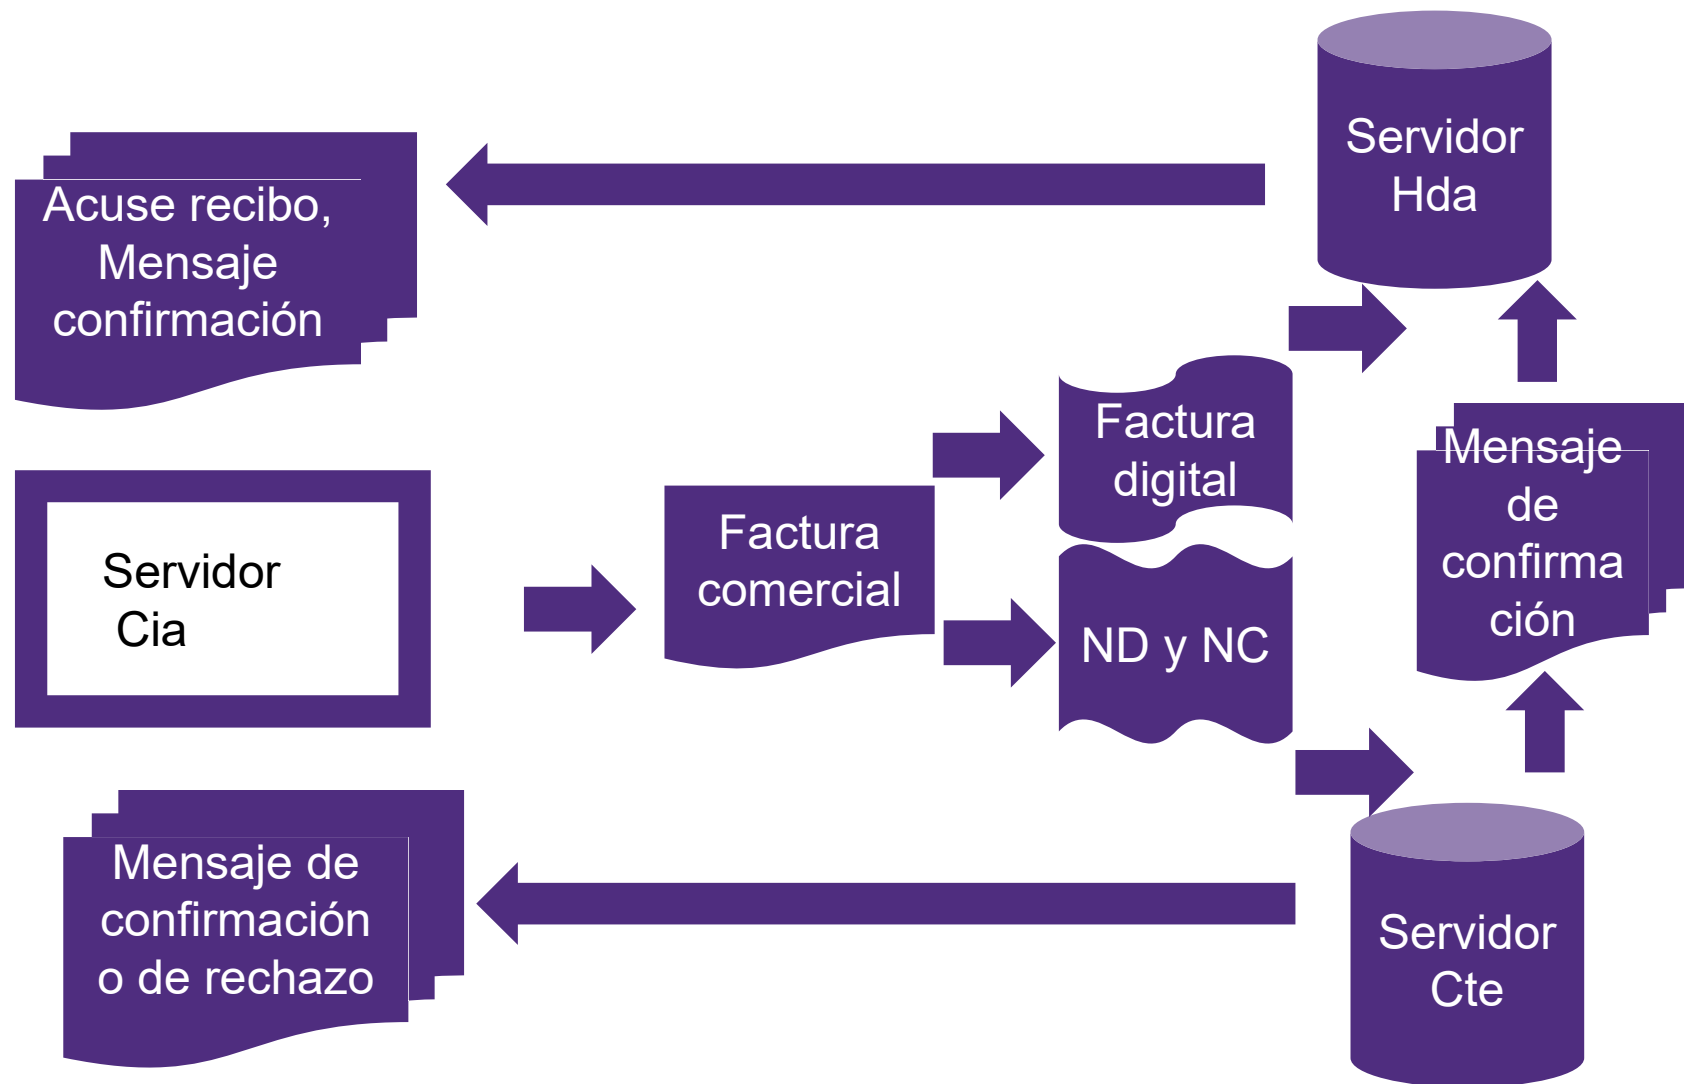 Servidor
Hda
Acuse recibo,
Mensaje
confirmación
Factura
digital
Mensaje
de
confirma
ción
Servidor
Cia
Factura
comercial
ND y NC
Mensaje de
confirmación
o de rechazo
Servidor
Cte